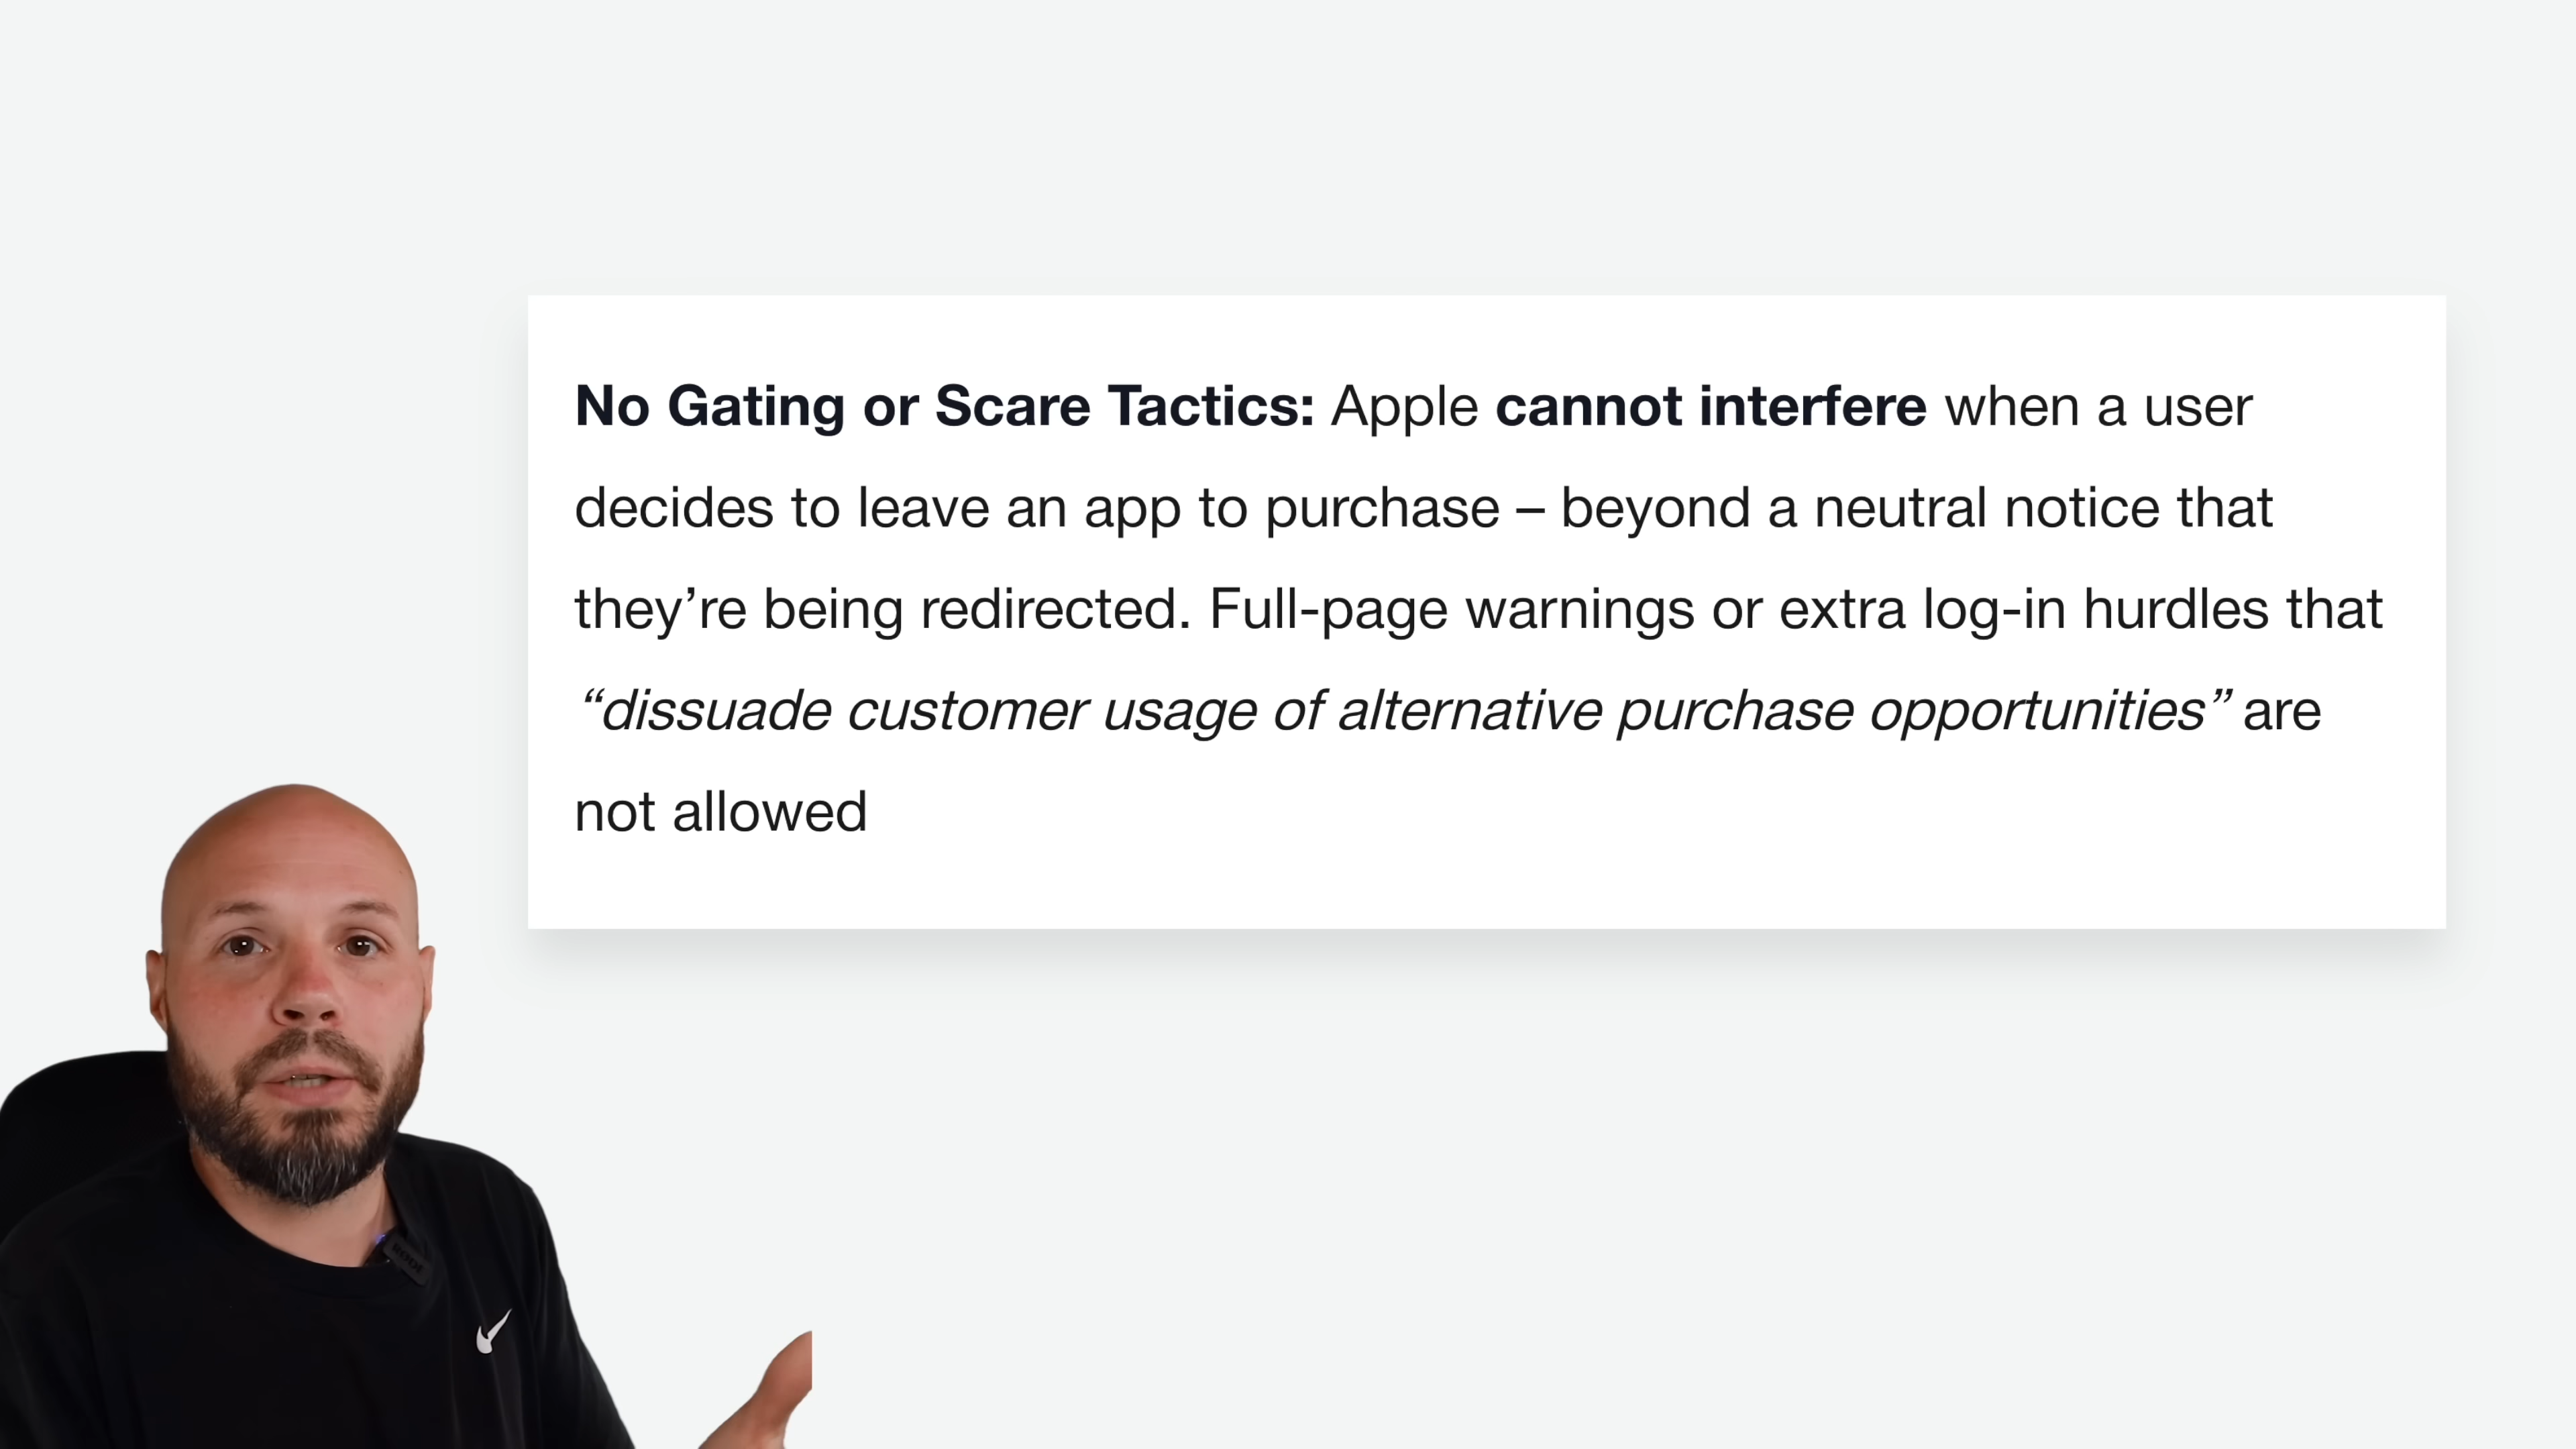 No Gating or Scare Tactics: Apple cannot interfere when a user
decides to leave an app to purchase – beyond a neutral notice that
they’re being redirected. Full-page warnings or extra log-in hurdles that
“dissuade customer usage of alternative purchase opportunities” are
not allowed